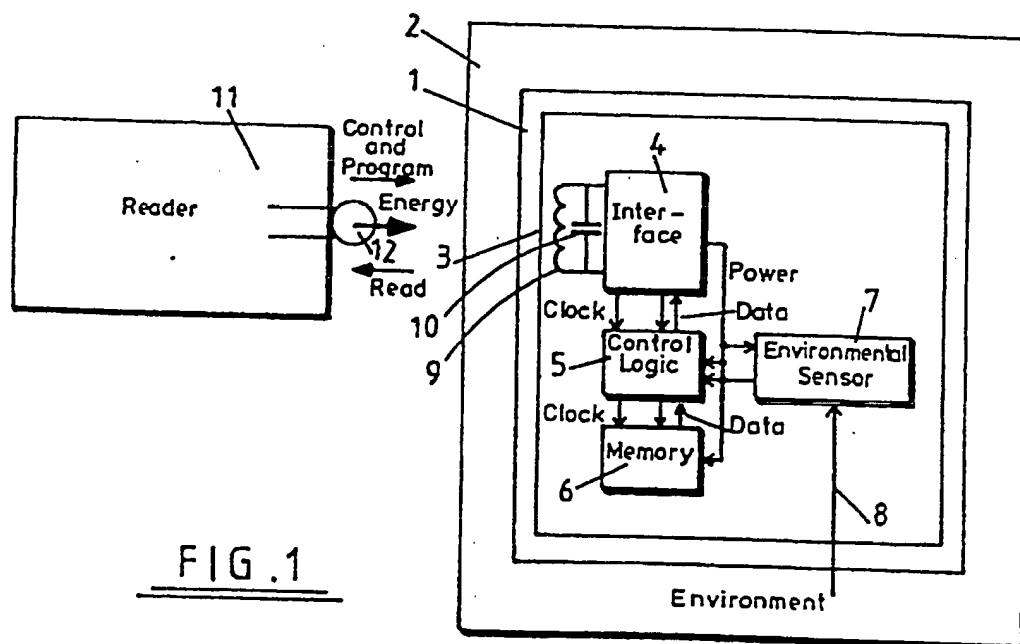 2
1
11
Control
and
Program
Reader
Energy
12
Read
3
10
9
4
Inter-
face
Power
Clock
Data
5
Control
Logic
7
Environmental
Sensor
Clock
Data
Memory
6
8
Environment
FIG.1